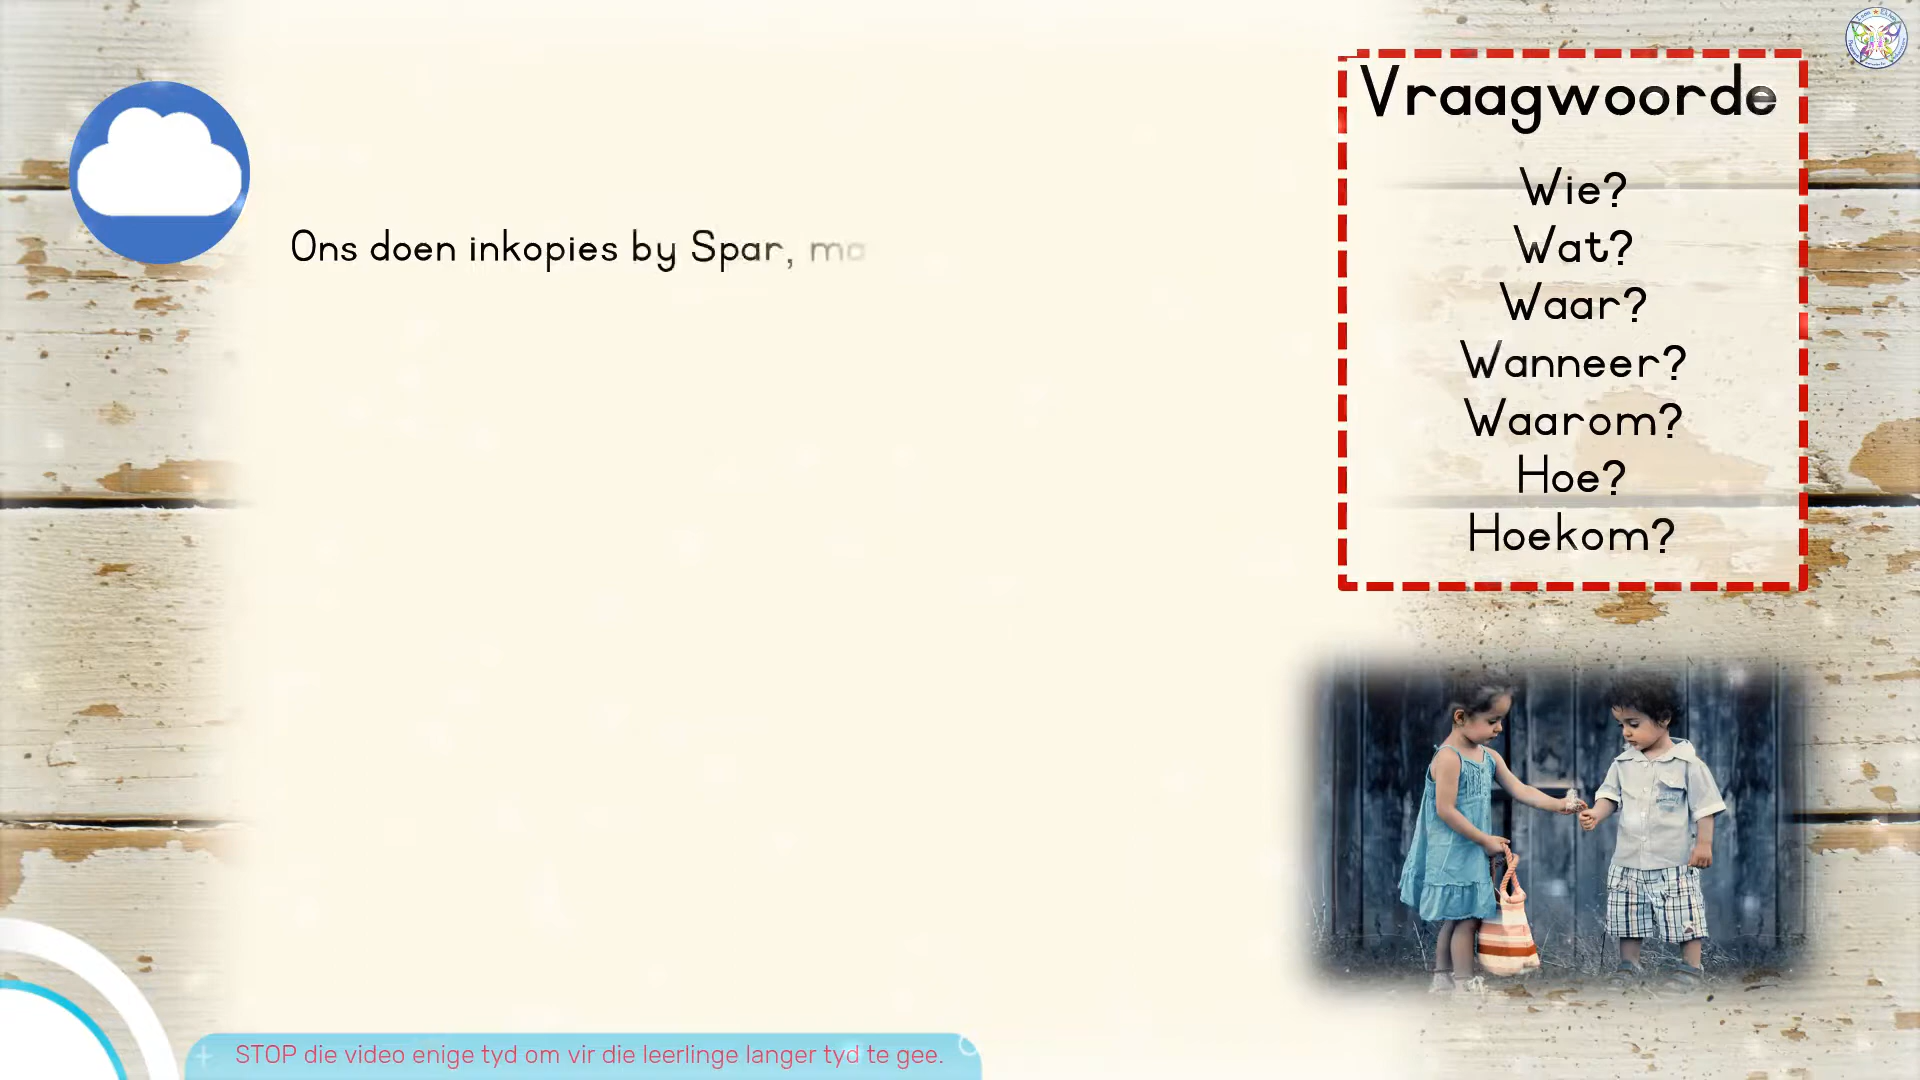 Ons doen inkopies by Spar,
Vraagwoorde
Wie?
Wat?
Waar?
Wanneer?
Waarom?
Hoe?
Hoekom?
STOP die video enige tyd om vir die leerlinge langer tyd te gee.